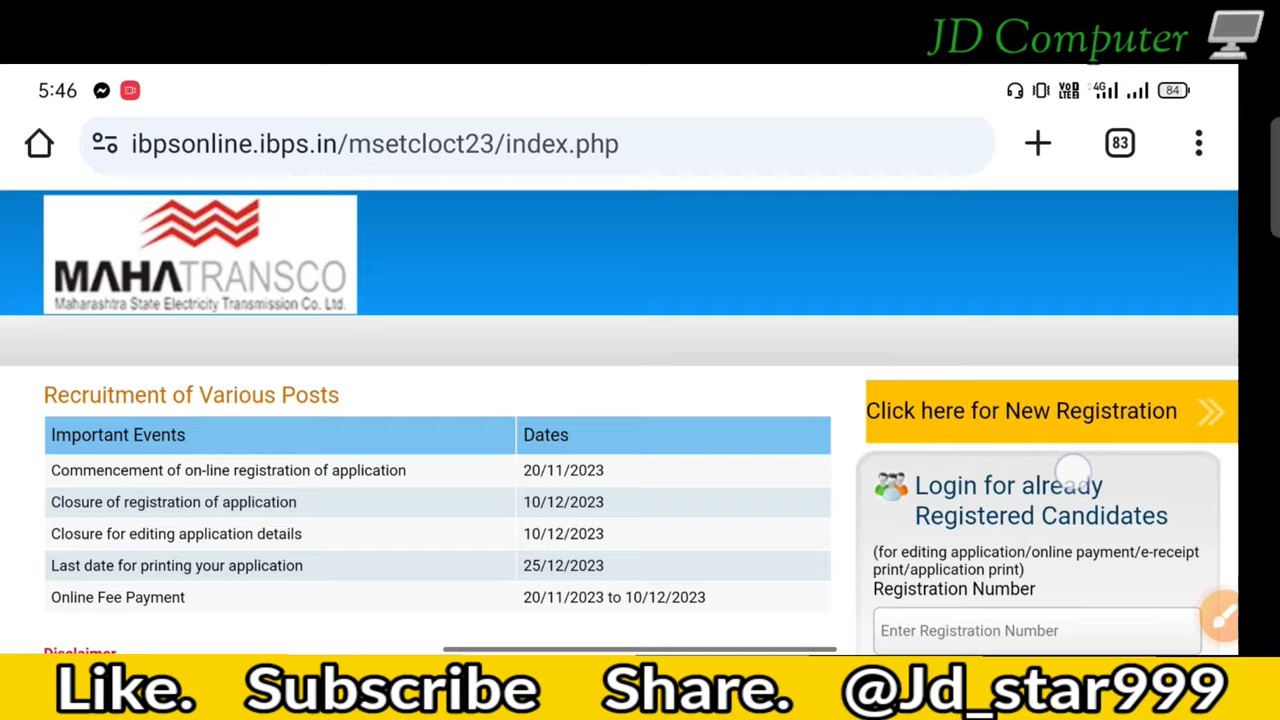 JD Computer
5:46
VoD LTE2
4G
84
ibpsonline.ibps.in/msetcloct23/index.php
83
MAHATRANSCO
Maharashtra State Electricity Transmission Co. Ltd.
Recruitment of Various Posts
Important Events Dates
Commencement of on-line registration of application 20/11/2023
Closure of registration of application 10/12/2023
Closure for editing application details 10/12/2023
Last date for printing your application 25/12/2023
Online Fee Payment 20/11/2023 to 10/12/2023
Click here for New Registration
Login for already
Registered Candidates
(for editing application/online payment/e-receipt
print/application print)
Registration Number
Enter Registration Number
Disclaimer
Like. Subscribe Share. @Jd_star999